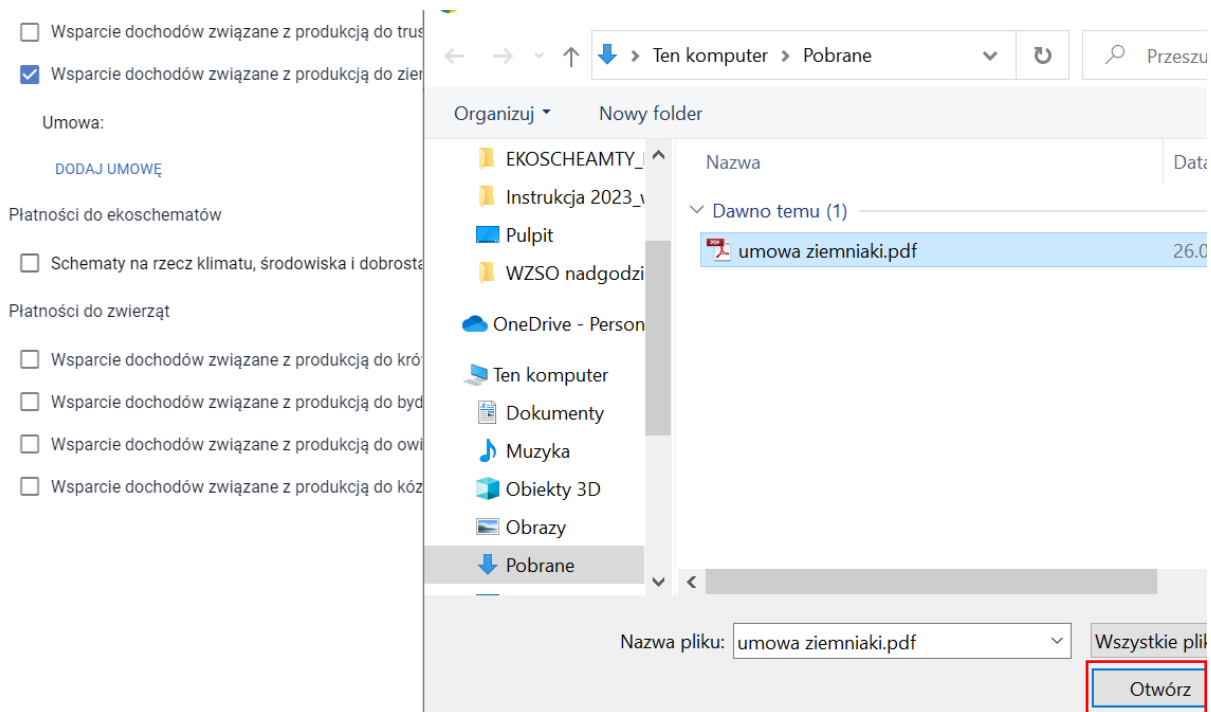 Wsparcie dochodów związane z produkcją do trus
Wsparcie dochodów związane z produkcją do zier
Umowa:
DODAJ UMOWĘ
Płatności do ekoschematów
Schematy na rzecz klimatu, środowiska i dobrosta
Płatności do zwierząt
Wsparcie dochodów związane z produkcją do kró
Wsparcie dochodów związane z produkcją do byd
Wsparcie dochodów związane z produkcją do owi
Wsparcie dochodów związane z produkcją do kóz
Ten komputer > Pobrane
Przeszu
Organizuj
Nowy folder
EKOSCHEAMTY_
Instrukcja 2023_
Pulpit
WZSO nadgodzi
OneDrive - Person
Ten komputer
Dokumenty
Muzyka
Obiekty 3D
Obrazy
Pobrane
Nazwa
Data
Dawno temu (1)
PDF
umowa ziemniaki.pdf
26.0
Nazwa pliku: umowa ziemniaki.pdf
Wszystkie plik
Otwórz